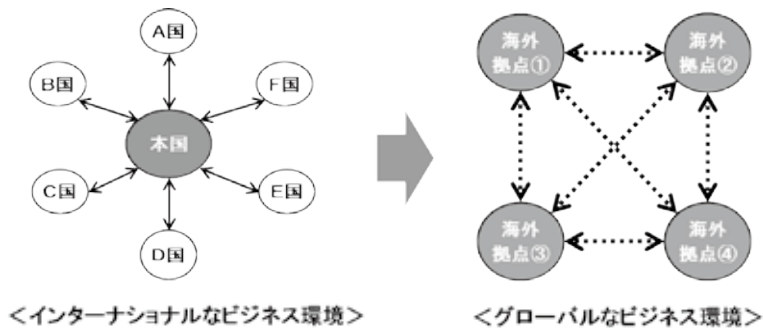 A国
B国
F国
本国
C国
E国
D国
<インターナショナルなビジネス環境>
海外
拠点①
海外
拠点②
海外
拠点③
海外
拠点④
<グローバルなビジネス環境>